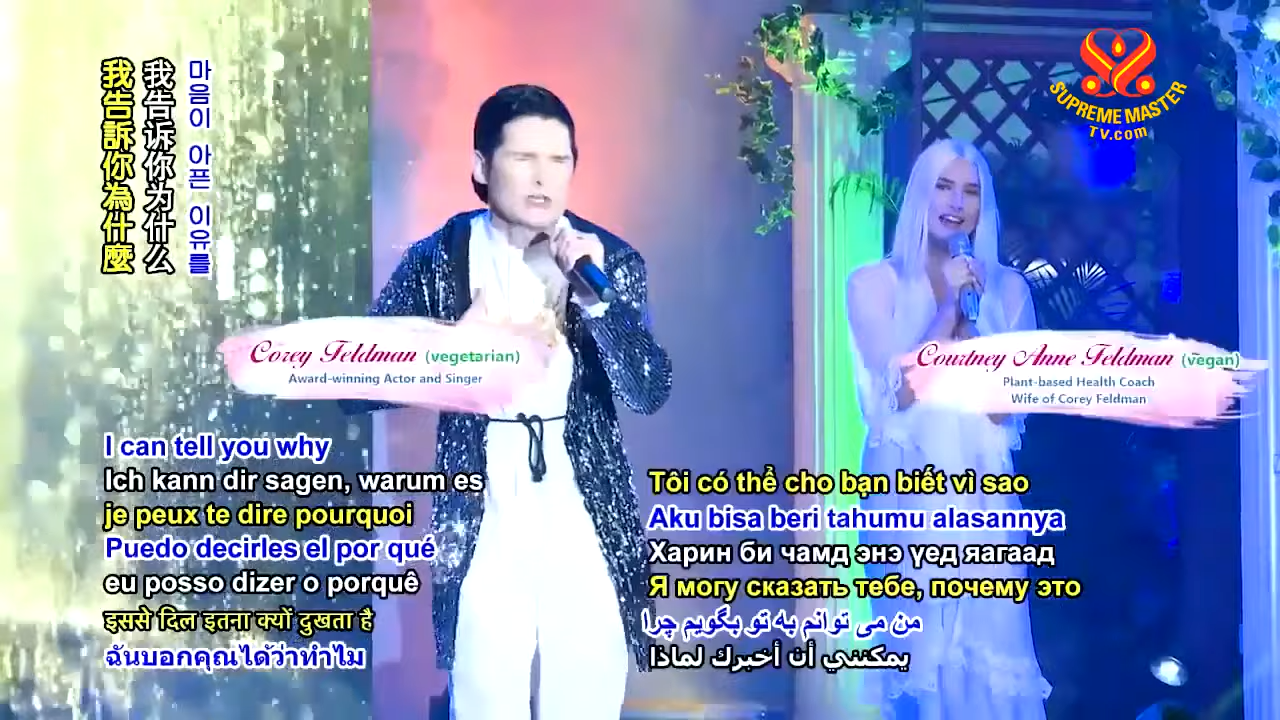 我告訴你為什麼
我告诉你为什么
마음이 아픈 이유를
SUPREME MASTER
TV.com
Corey Feldman (vegetarian)
Award-winning Actor and Singer
Courtney Anne Feldman (vegan)
Plant-based Health Coach
Wife of Corey Feldman
I can tell you why
Ich kann dir sagen, warum es
je peux te dire pourquoi
Puedo decirles el por qué
eu posso dizer o porquê
इससे दिल इतना क्यों दुखता है
ฉันบอกคุณได้ว่าทำไม
Tôi có thể cho bạn biết vì sao
Aku bisa beri tahumu alasannya
Харин би чамд энэ үед яагаад
Я могу сказать тебе, почему это
من می توانم به تو بگویم چرا
يمكنني أن أخبرك لماذا